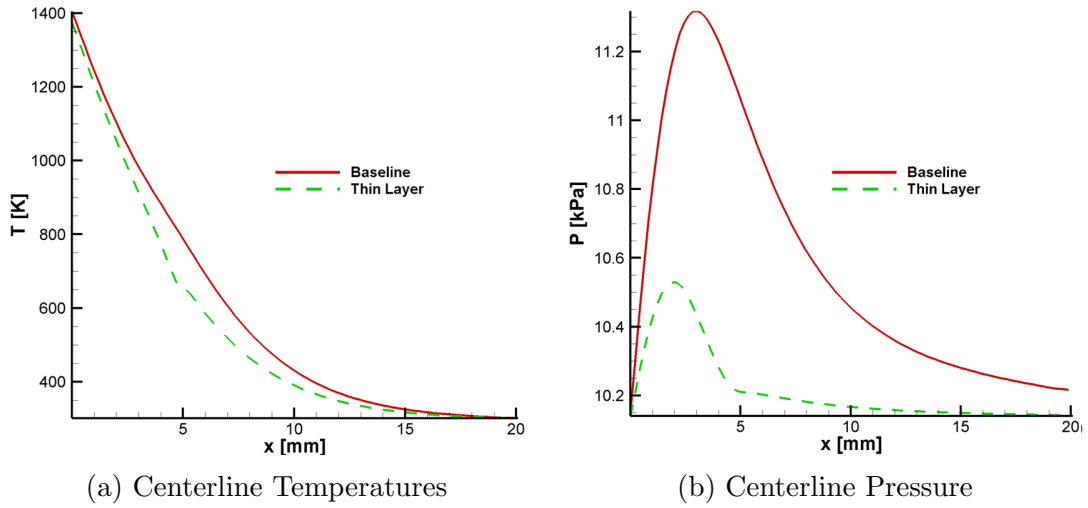 1400
1200
1000
800
600
400
T [K]
Baseline
Thin Layer
5
10
15
20
x [mm]
(a) Centerline Temperatures
11.2
11
10.8
10.6
10.4
10.2
P [kPa]
Baseline
Thin Layer
5
10
15
20
x [mm]
(b) Centerline Pressure